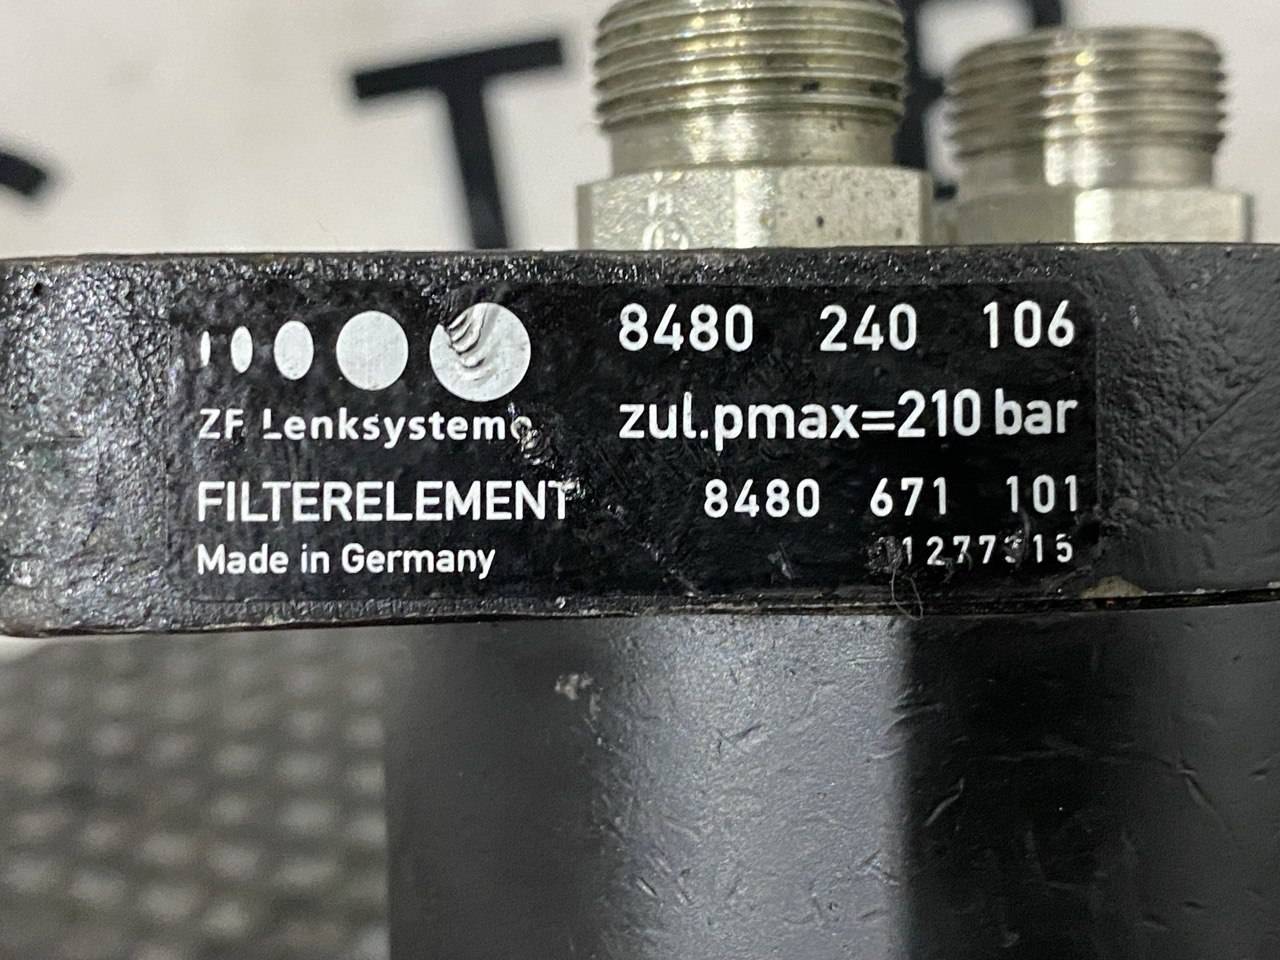 T
8480 240 106
ZF Lenksysteme
zul.pmax=210 bar
FILTERELEMENT 8480 671 101
Made in Germany